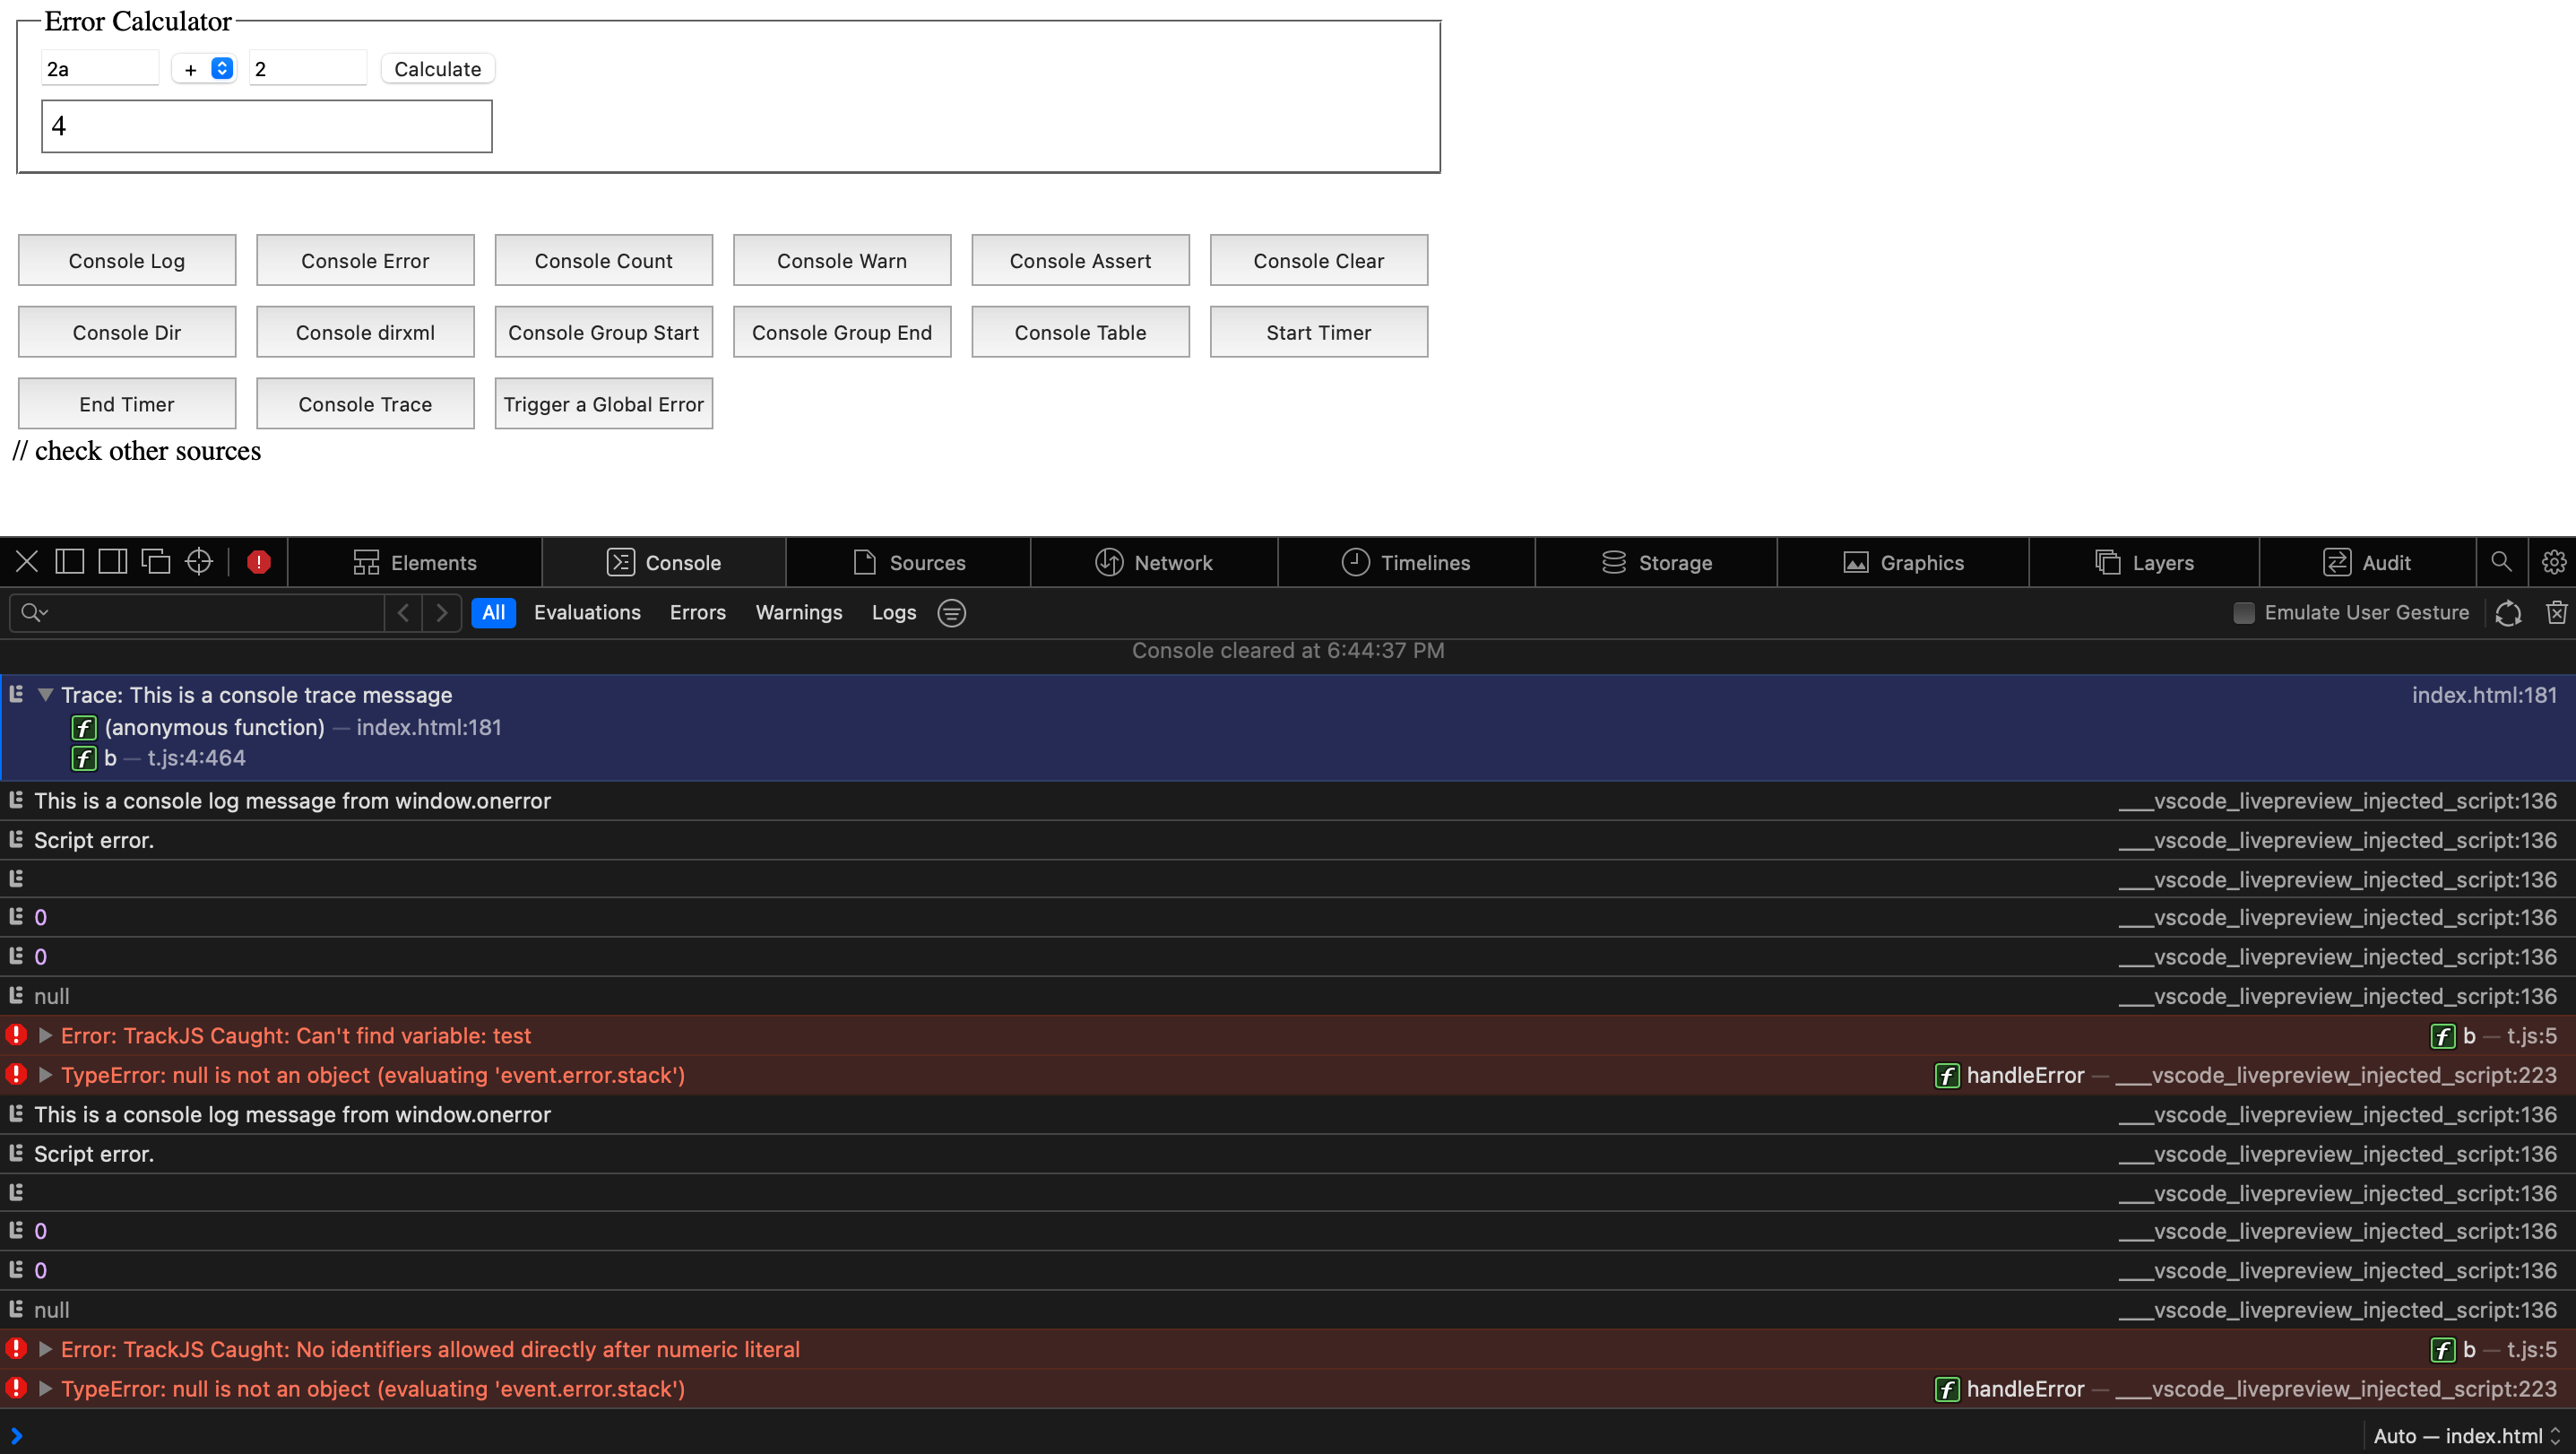 Error Calculator
2a + 2 Calculate
4
Console Log Console Error Console Count Console Warn Console Assert Console Clear
Console Dir Console dirxml Console Group Start Console Group End Console Table Start Timer
End Timer Console Trace Trigger a Global Error
// check other sources
Elements Console Sources Network Timelines Storage Graphics Layers Audit
All Evaluations Errors Warnings Logs Emulate User Gesture
Console cleared at 6:44:37 PM
Trace: This is a console trace message index.html:181
f (anonymous function) — index.html:181
f b — t.js:4:464
This is a console log message from window.onerror ___vscode_livepreview_injected_script:136
Script error. ___vscode_livepreview_injected_script:136
___vscode_livepreview_injected_script:136
0 ___vscode_livepreview_injected_script:136
0 ___vscode_livepreview_injected_script:136
null ___vscode_livepreview_injected_script:136
Error: TrackJS Caught: Can't find variable: test f b — t.js:5
TypeError: null is not an object (evaluating 'event.error.stack') f handleError — ___vscode_livepreview_injected_script:223
This is a console log message from window.onerror ___vscode_livepreview_injected_script:136
Script error. ___vscode_livepreview_injected_script:136
___vscode_livepreview_injected_script:136
0 ___vscode_livepreview_injected_script:136
0 ___vscode_livepreview_injected_script:136
null ___vscode_livepreview_injected_script:136
Error: TrackJS Caught: No identifiers allowed directly after numeric literal f b — t.js:5
TypeError: null is not an object (evaluating 'event.error.stack') f handleError — ___vscode_livepreview_injected_script:223
Auto — index.html